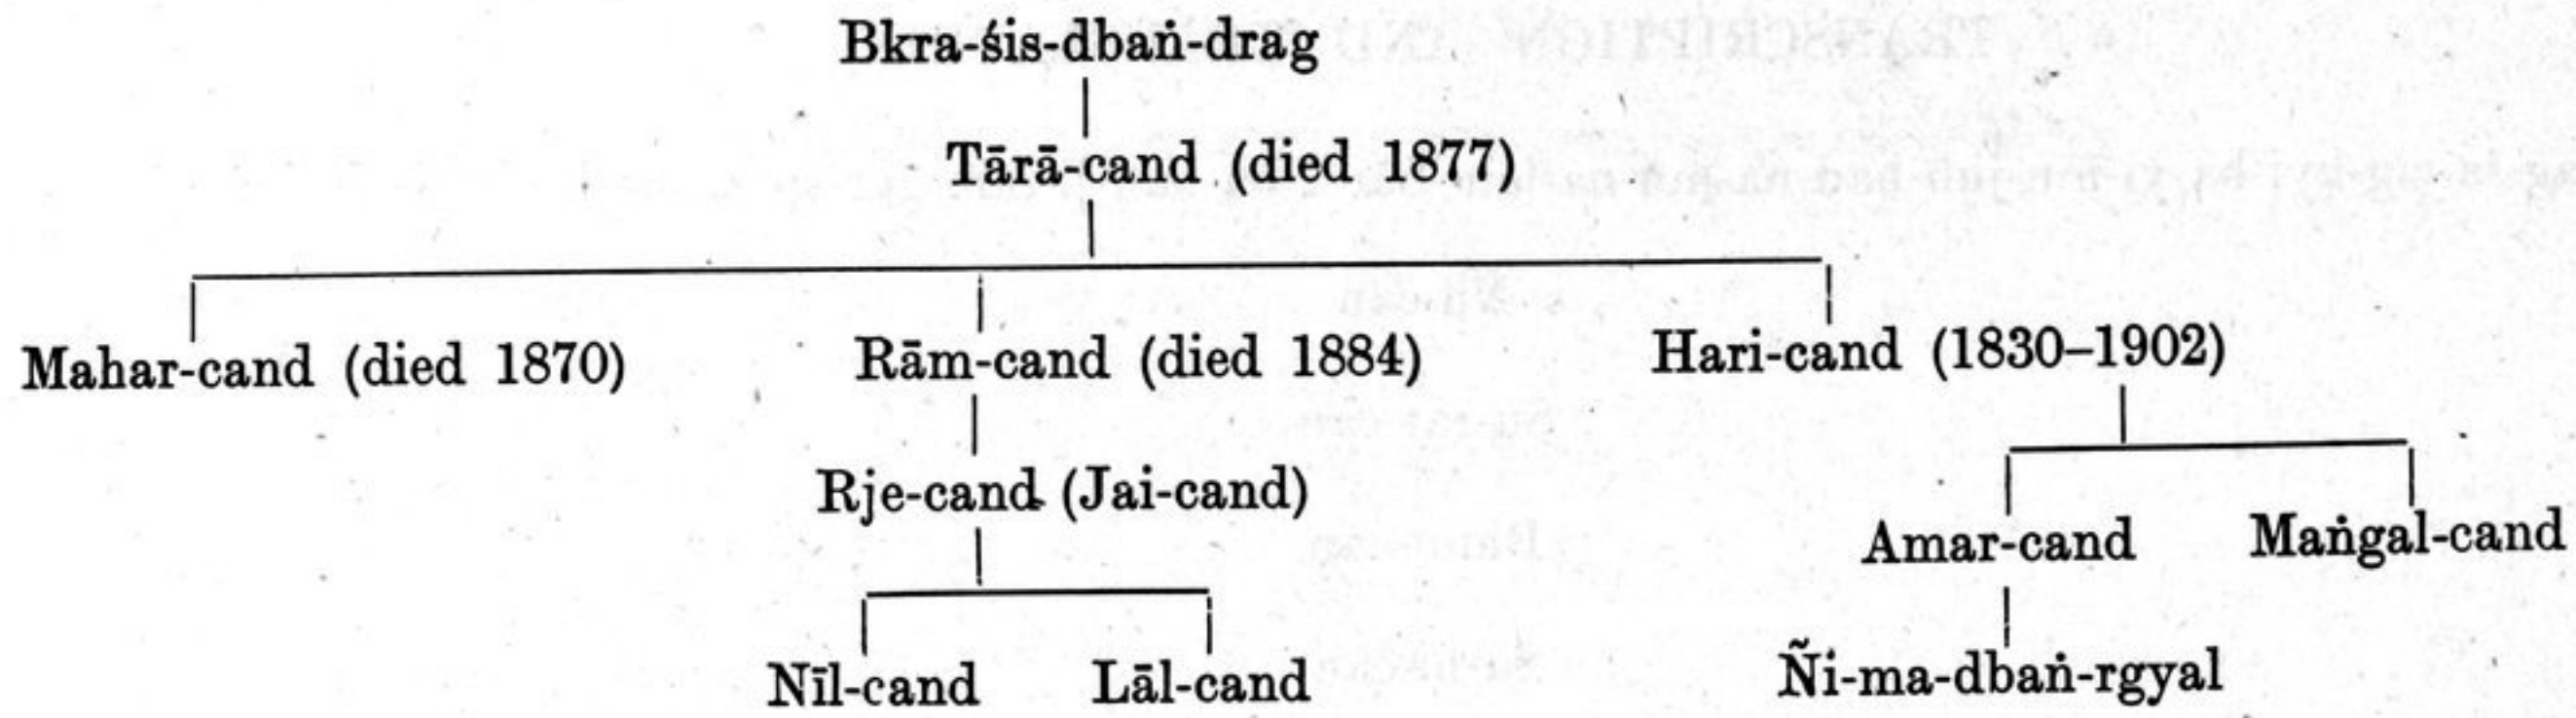 Bkra-śis-dbaṅ-drag
Tārā-cand (died 1877)
Mahar-cand (died 1870) Rām-cand (died 1884) Hari-cand (1830–1902)
Rje-cand (Jai-cand)
Amar-cand Maṅgal-cand
Nīl-cand Lāl-cand Ñi-ma-dbaṅ-rgyal